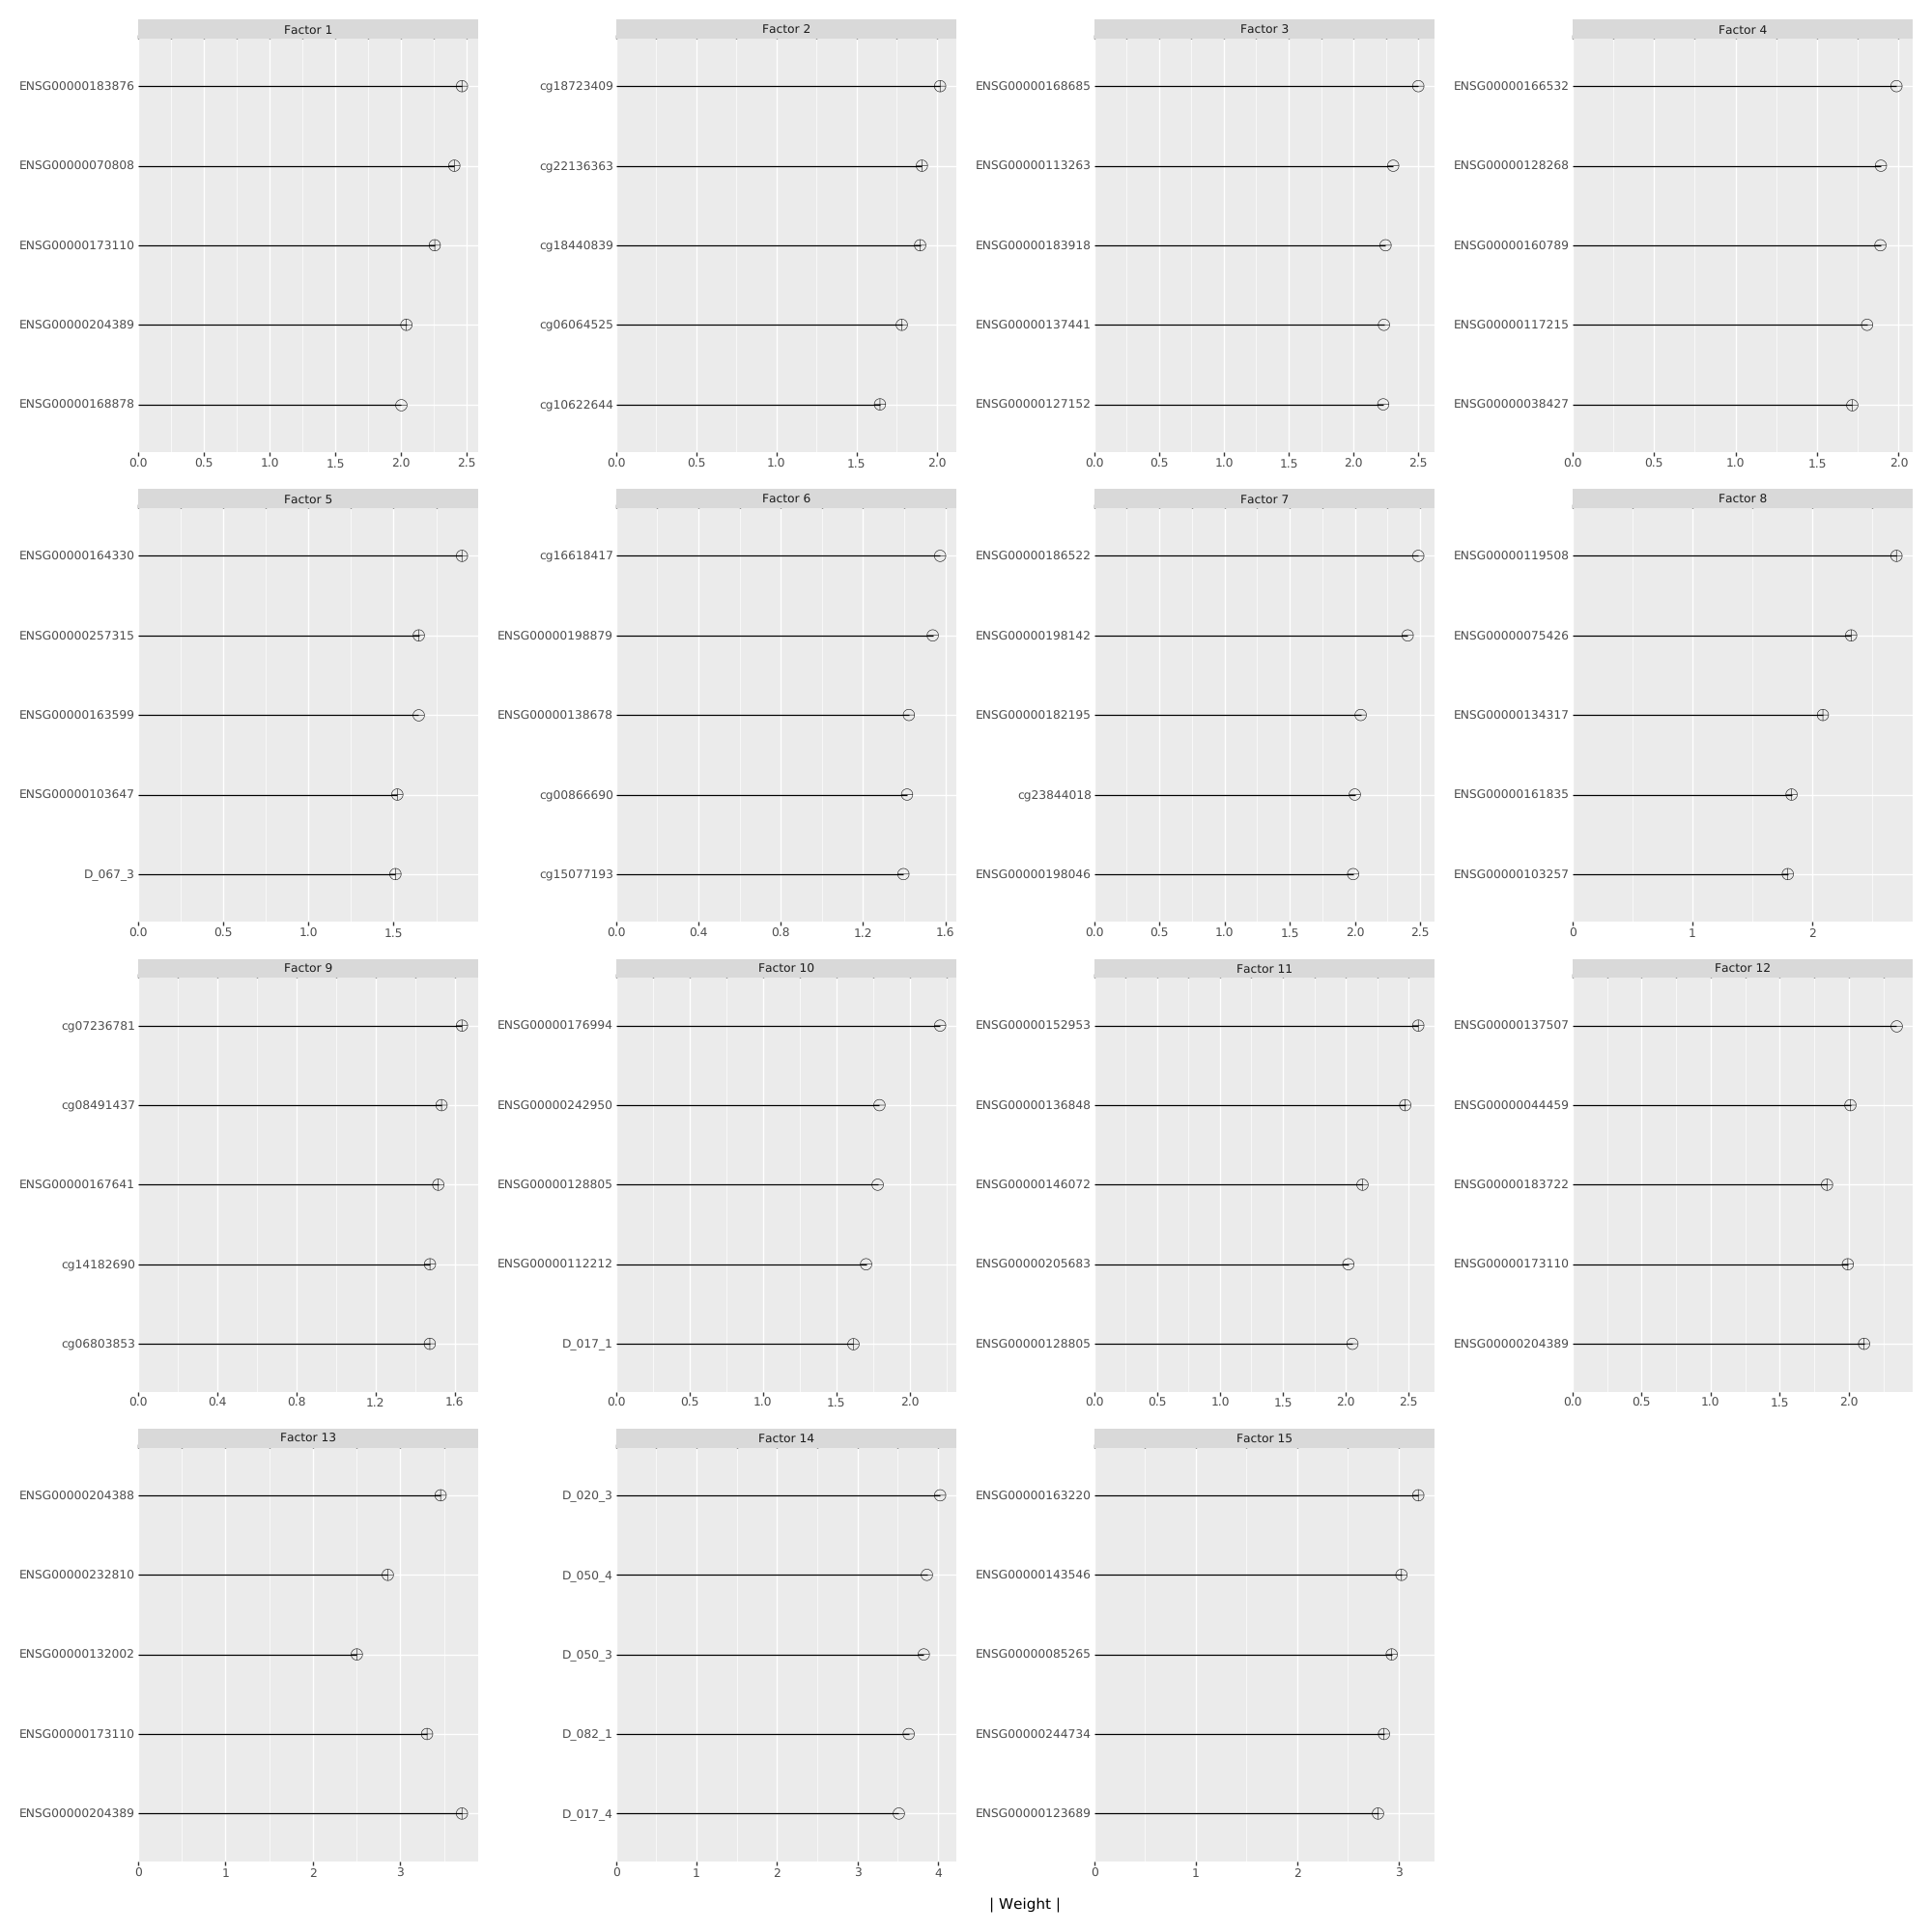 Factor 1
ENSG00000183876
ENSG00000070808
ENSG00000173110
ENSG00000204389
ENSG00000168878
0.0 0.5 1.0 1.5 2.0 2.5
Factor 2
cg18723409
cg22136363
cg18440839
cg06064525
cg10622644
0.0 0.5 1.0 1.5 2.0
Factor 3
ENSG00000168685
ENSG00000113263
ENSG00000183918
ENSG00000137441
ENSG00000127152
0.0 0.5 1.0 1.5 2.0 2.5
Factor 4
ENSG00000166532
ENSG00000128268
ENSG00000160789
ENSG00000117215
ENSG00000038427
0.0 0.5 1.0 1.5 2.0
Factor 5
ENSG00000164330
ENSG00000257315
ENSG00000163599
ENSG00000103647
D_067_3
0.0 0.5 1.0 1.5
Factor 6
cg16618417
ENSG00000198879
ENSG00000138678
cg00866690
cg15077193
0.0 0.4 0.8 1.2 1.6
Factor 7
ENSG00000186522
ENSG00000198142
ENSG00000182195
cg23844018
ENSG00000198046
0.0 0.5 1.0 1.5 2.0 2.5
Factor 8
ENSG00000119508
ENSG00000075426
ENSG00000134317
ENSG00000161835
ENSG00000103257
0 1 2
Factor 9
cg07236781
cg08491437
ENSG00000167641
cg14182690
cg06803853
0.0 0.4 0.8 1.2 1.6
Factor 10
ENSG00000176994
ENSG00000242950
ENSG00000128805
ENSG00000112212
D_017_1
0.0 0.5 1.0 1.5 2.0
Factor 11
ENSG00000152953
ENSG00000136848
ENSG00000146072
ENSG00000205683
ENSG00000128805
0.0 0.5 1.0 1.5 2.0 2.5
Factor 12
ENSG00000137507
ENSG00000044459
ENSG00000183722
ENSG00000173110
ENSG00000204389
0.0 0.5 1.0 1.5 2.0
Factor 13
ENSG00000204388
ENSG00000232810
ENSG00000132002
ENSG00000173110
ENSG00000204389
0 1 2 3
Factor 14
D_020_3
D_050_4
D_050_3
D_082_1
D_017_4
0 1 2 3 4
Factor 15
ENSG00000163220
ENSG00000143546
ENSG00000085265
ENSG00000244734
ENSG00000123689
0 1 2 3
| Weight |